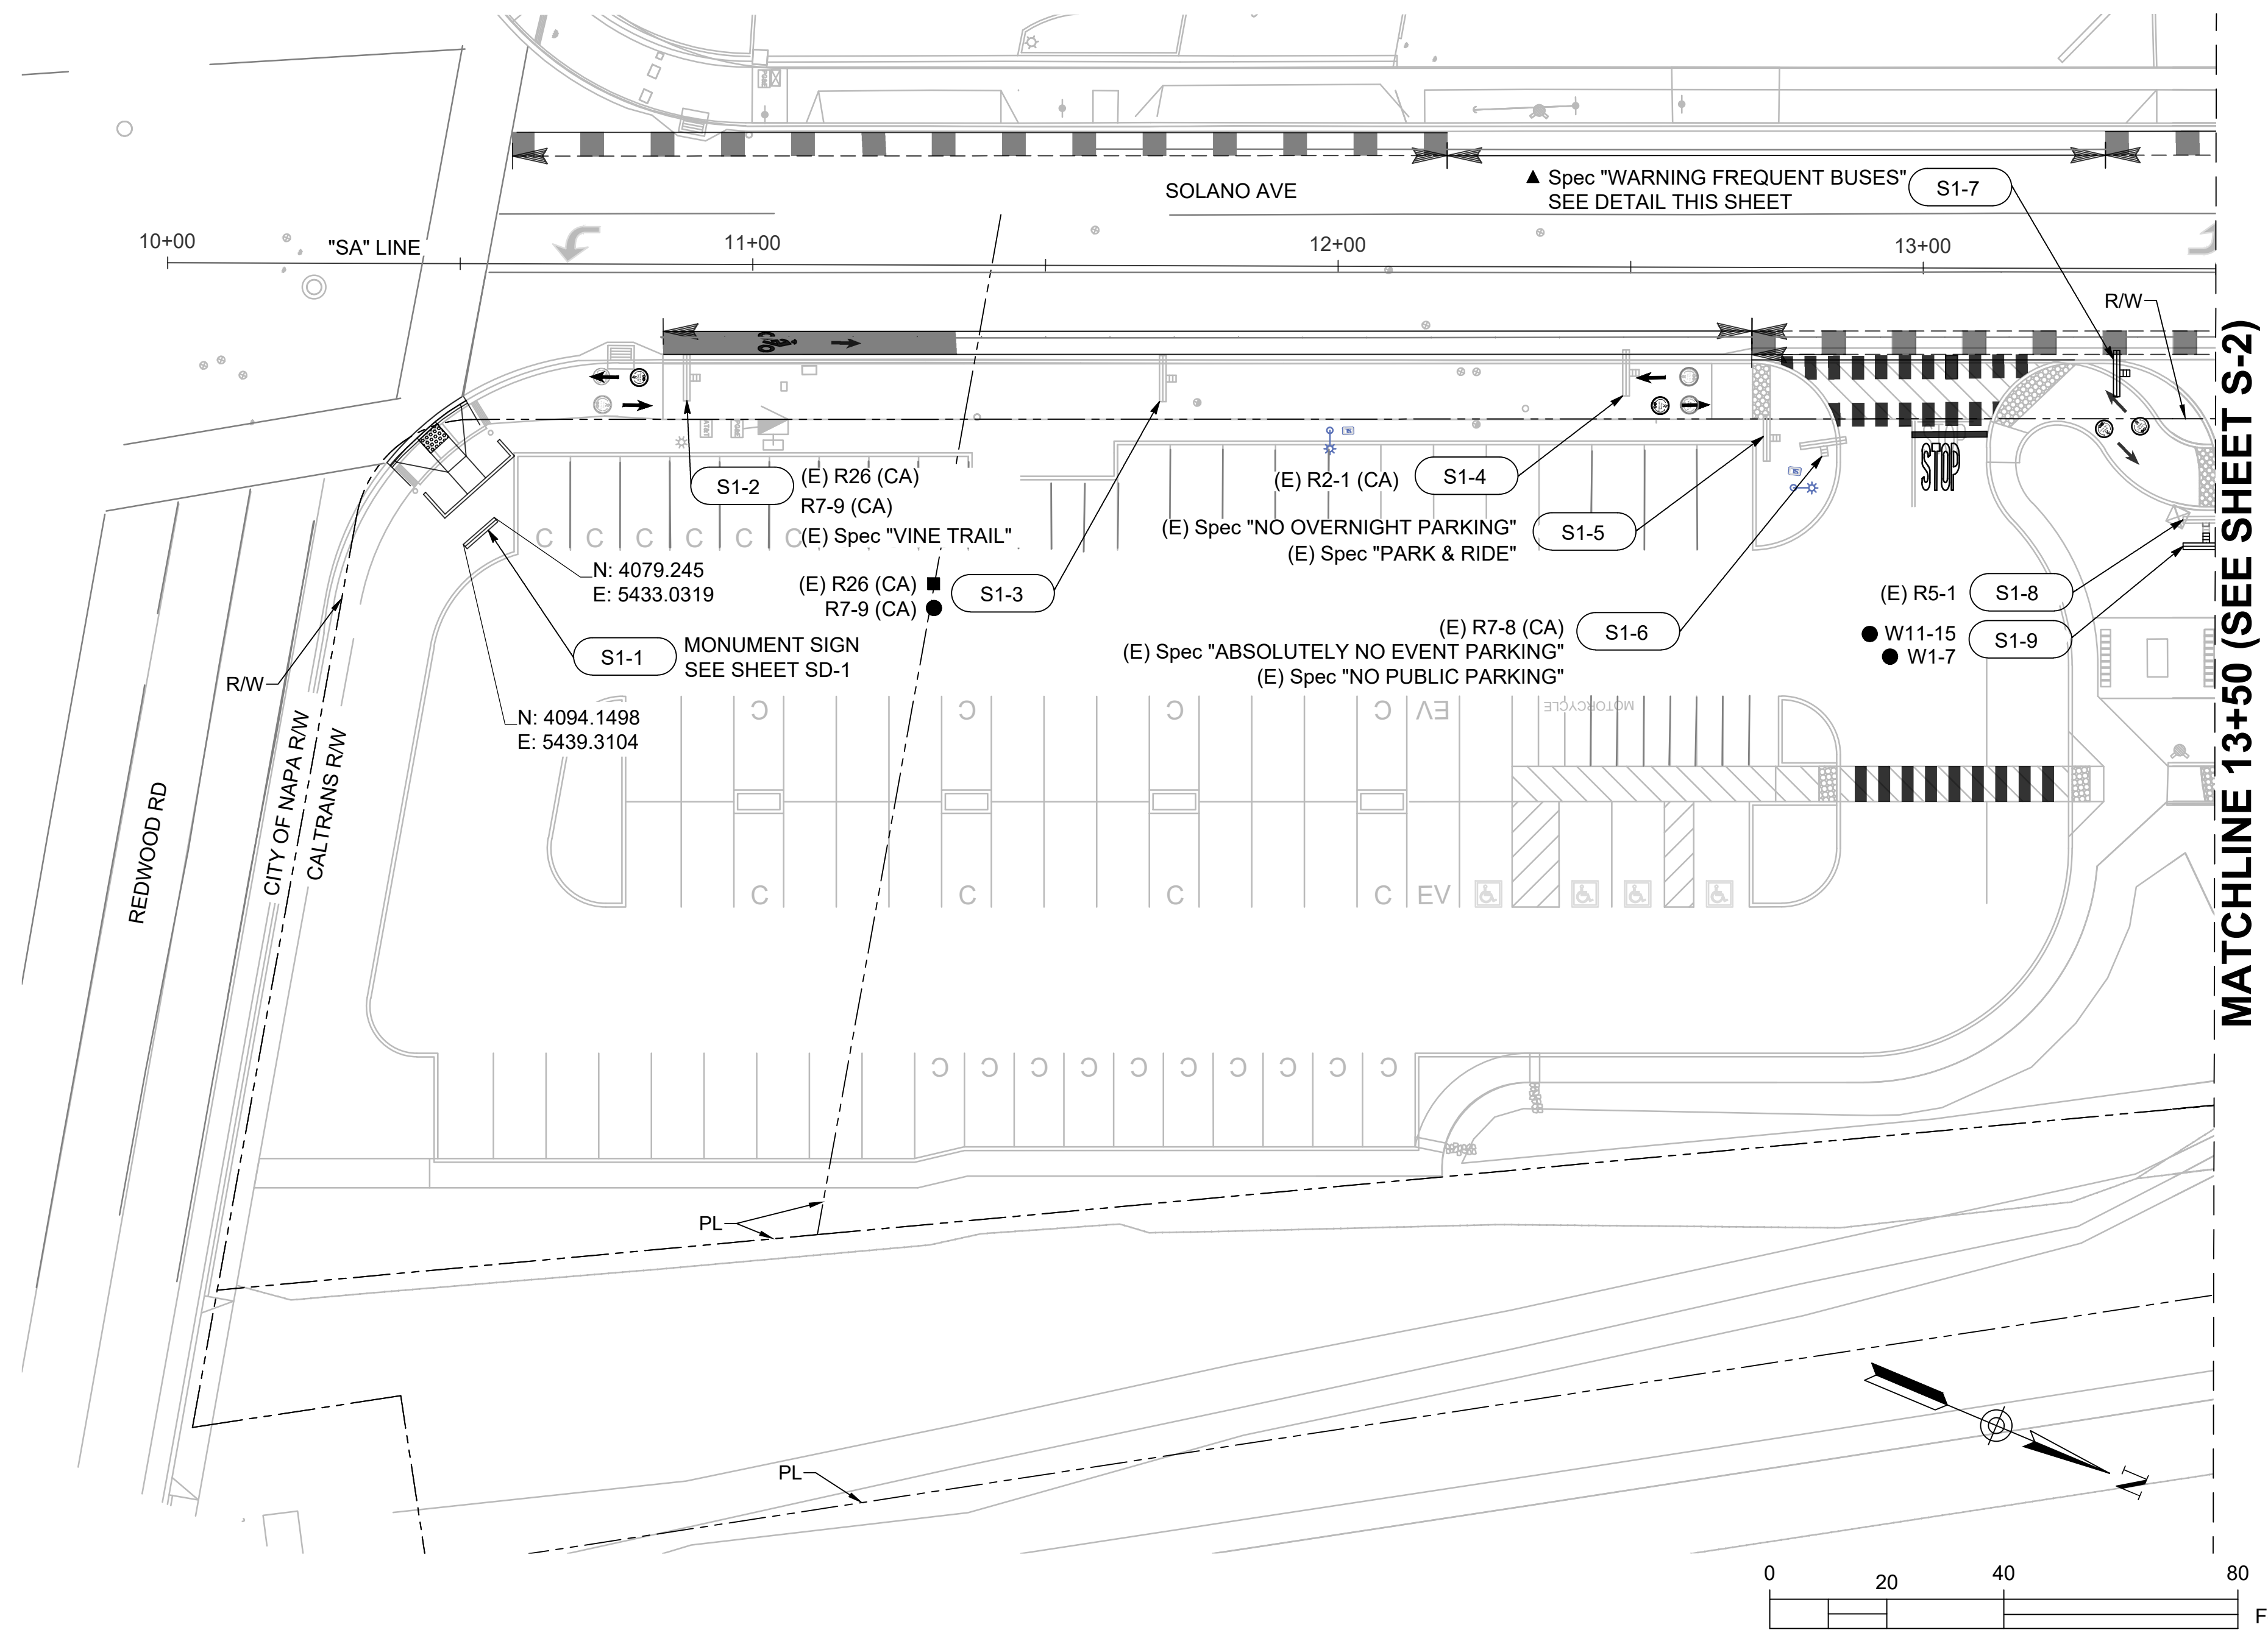 SOLANO AVE
▲ Spec "WARNING FREQUENT BUSES"
SEE DETAIL THIS SHEET
S1-7
10+00
"SA" LINE
11+00
12+00
13+00
R/W
S1-2
(E) R26 (CA)
R7-9 (CA)
(E) Spec "VINE TRAIL"
(E) R2-1 (CA)
S1-4
(E) Spec "NO OVERNIGHT PARKING"
(E) Spec "PARK & RIDE"
S1-5
STOP
C C C C C C
N: 4079.245
E: 5433.0319
(E) R26 (CA) ■
R7-9 (CA) ●
S1-3
(E) R5-1
S1-8
● W11-15
● W1-7
S1-9
(E) R7-8 (CA)
(E) Spec "ABSOLUTELY NO EVENT PARKING"
(E) Spec "NO PUBLIC PARKING"
S1-6
S1-1
MONUMENT SIGN
SEE SHEET SD-1
R/W
N: 4094.1498
E: 5439.3104
C C C C EV
MOTORCYCLE
CITY OF NAPA R/W
CALTRANS R/W
REDWOOD RD
C C C C EV
C C C C C C C C C C
PL
PL
MATCHLINE 13+50 (SEE SHEET S-2)
N
0 20 40 80
F